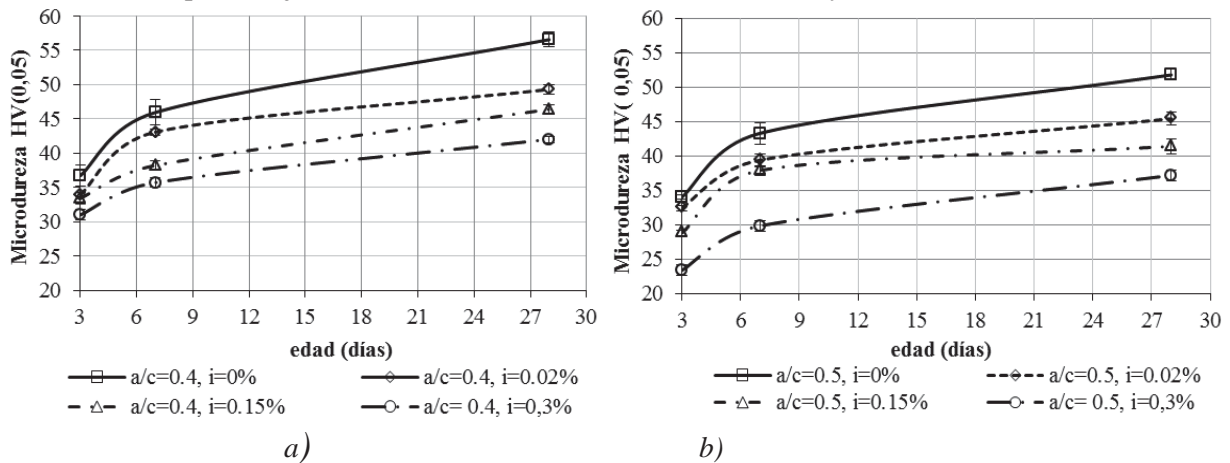 60
55
50
45
40
35
30
25
20
Microdureza HV(0,05)
3 6 9 12 15 18 21 24 27 30
edad (días)
a/c=0.4, i=0% a/c=0.4, i=0.02%
a/c=0.4, i=0.15% a/c= 0.4, i=0,3%
a)
60
55
50
45
40
35
30
25
20
Microdureza HV( 0,05)
3 6 9 12 15 18 21 24 27 30
edad (días)
a/c=0.5, i=0% a/c=0.5, i=0.02%
a/c=0.5, i=0.15% a/c= 0.5, i=0,3%
b)